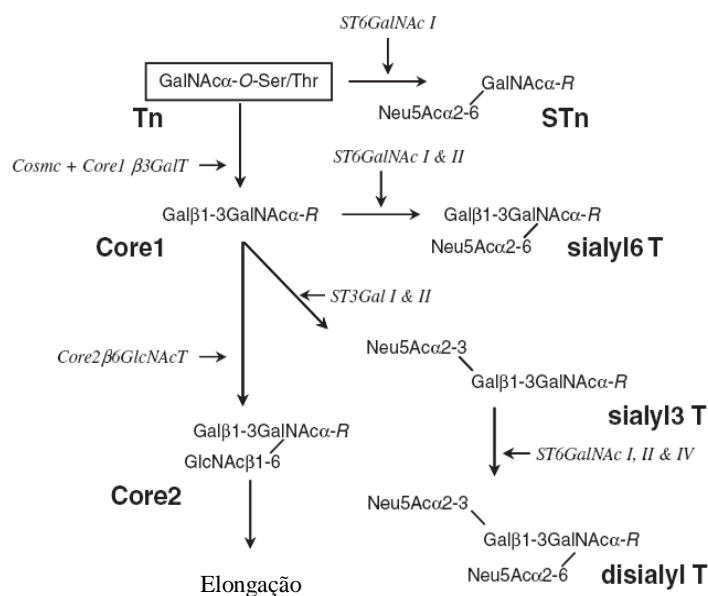 ST6GalNAc I
GalNAcα-O-Ser/Thr
GalNAcα-R
Neu5Acα2-6
Tn
STn
Cosmc + Core1 β3GalT
ST6GalNAc I & II
Galβ1-3GalNAcα-R
Galβ1-3GalNAcα-R
Neu5Acα2-6
Core1
sialyl6 T
ST3Gal I & II
Core2 β6GlcNAcT
Neu5Acα2-3
Galβ1-3GalNAcα-R
sialyl3 T
Galβ1-3GalNAcα-R
GlcNAcβ1-6
ST6GalNAc I, II & IV
Core2
Neu5Acα2-3
Galβ1-3GalNAcα-R
Neu5Acα2-6
disialyl T
Elongação